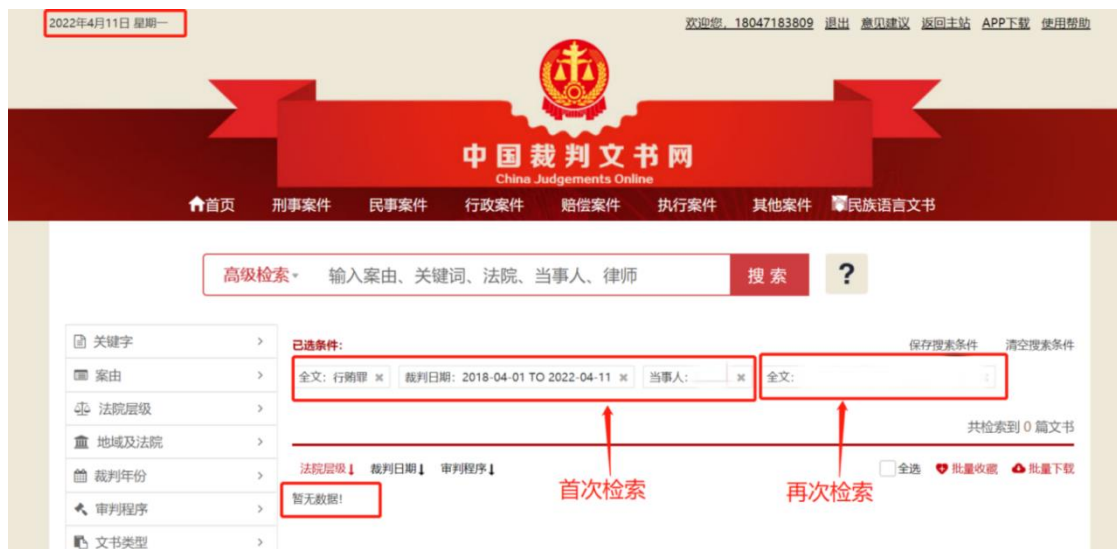 2022年4月11日 星期一
欢迎您，18047183809 退出 意见建议 返回主站 APP下载 使用帮助
中国裁判文书网
China Judgements Online
首页 刑事案件 民事案件 行政案件 赔偿案件 执行案件 其他案件 民族语言文书
高级检索 输入案由、关键词、法院、当事人、律师 搜索 ?
关键字
案由
法院层级
地域及法院
裁判年份
审判程序
文书类型
已选条件:
保存搜索条件 清空搜索条件
全文: 行贿罪 × 裁判日期: 2018-04-01 TO 2022-04-11 × 当事人: × 全文:
共检索到 0 篇文书
法院层级↓ 裁判日期↓ 审判程序↓
全选 批量收藏 批量下载
暂无数据!
首次检索
再次检索